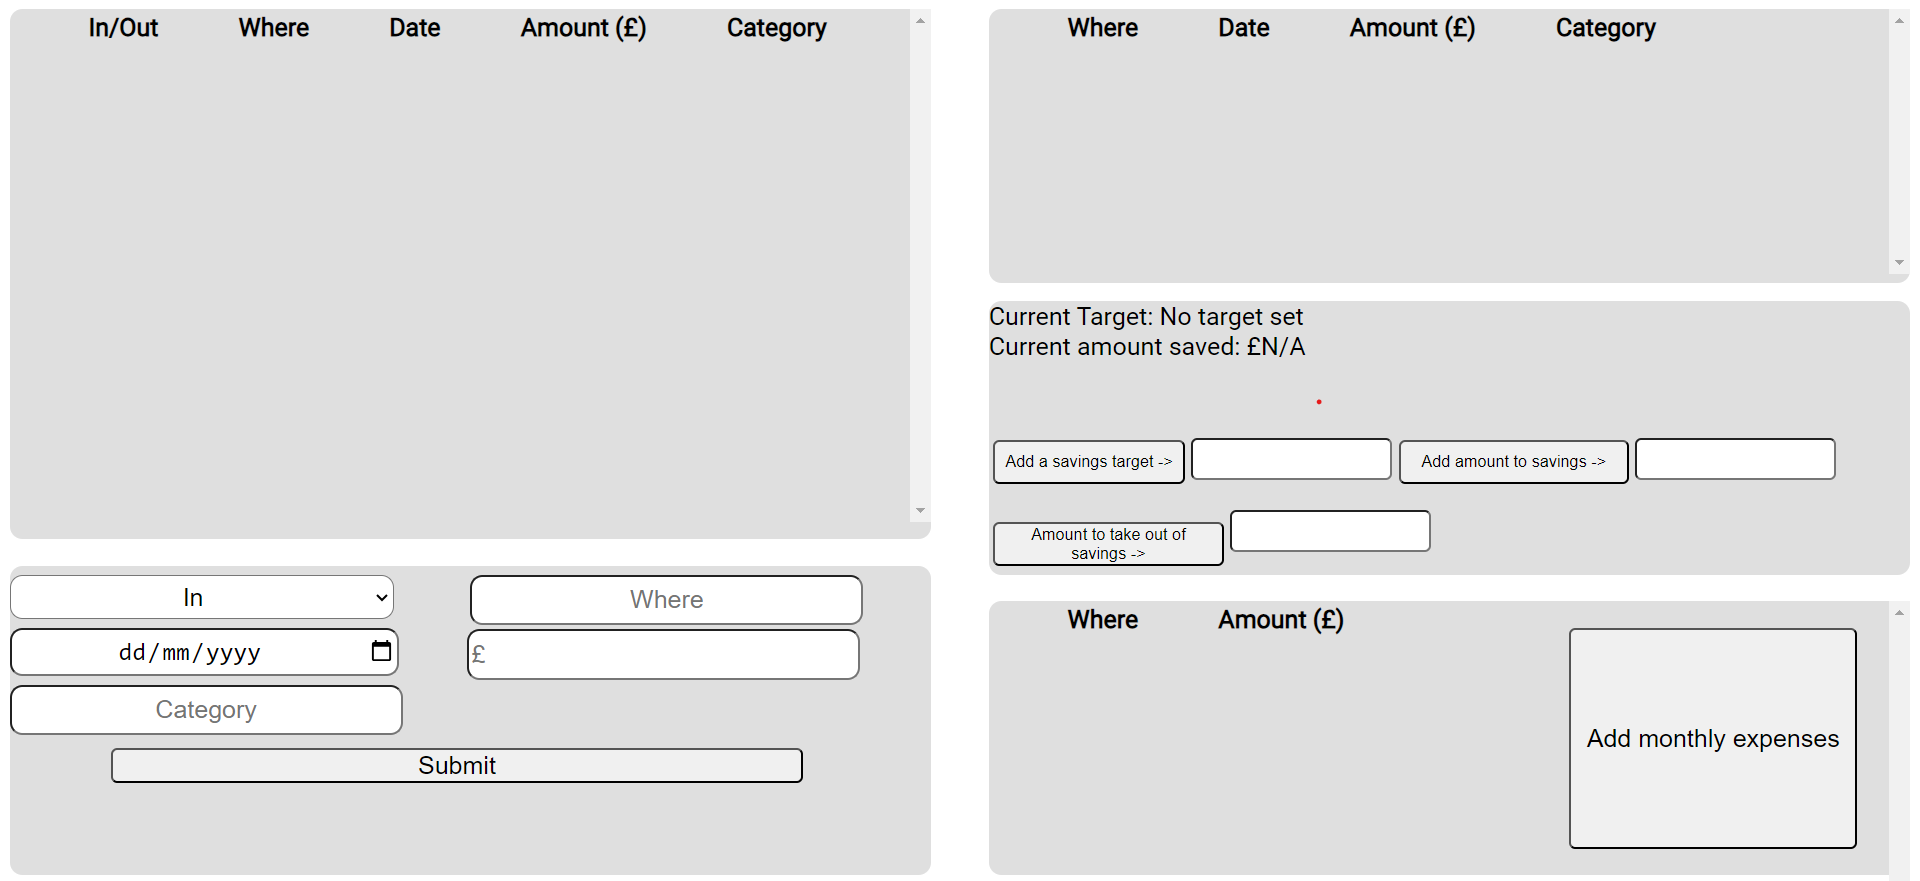 In/Out Where Date Amount (£) Category
In Where
dd/mm/yyyy £
Category
Submit
Where Date Amount (£) Category
Current Target: No target set
Current amount saved: £N/A
Add a savings target -> Add amount to savings ->
Amount to take out of
savings ->
Where Amount (£)
Add monthly expenses